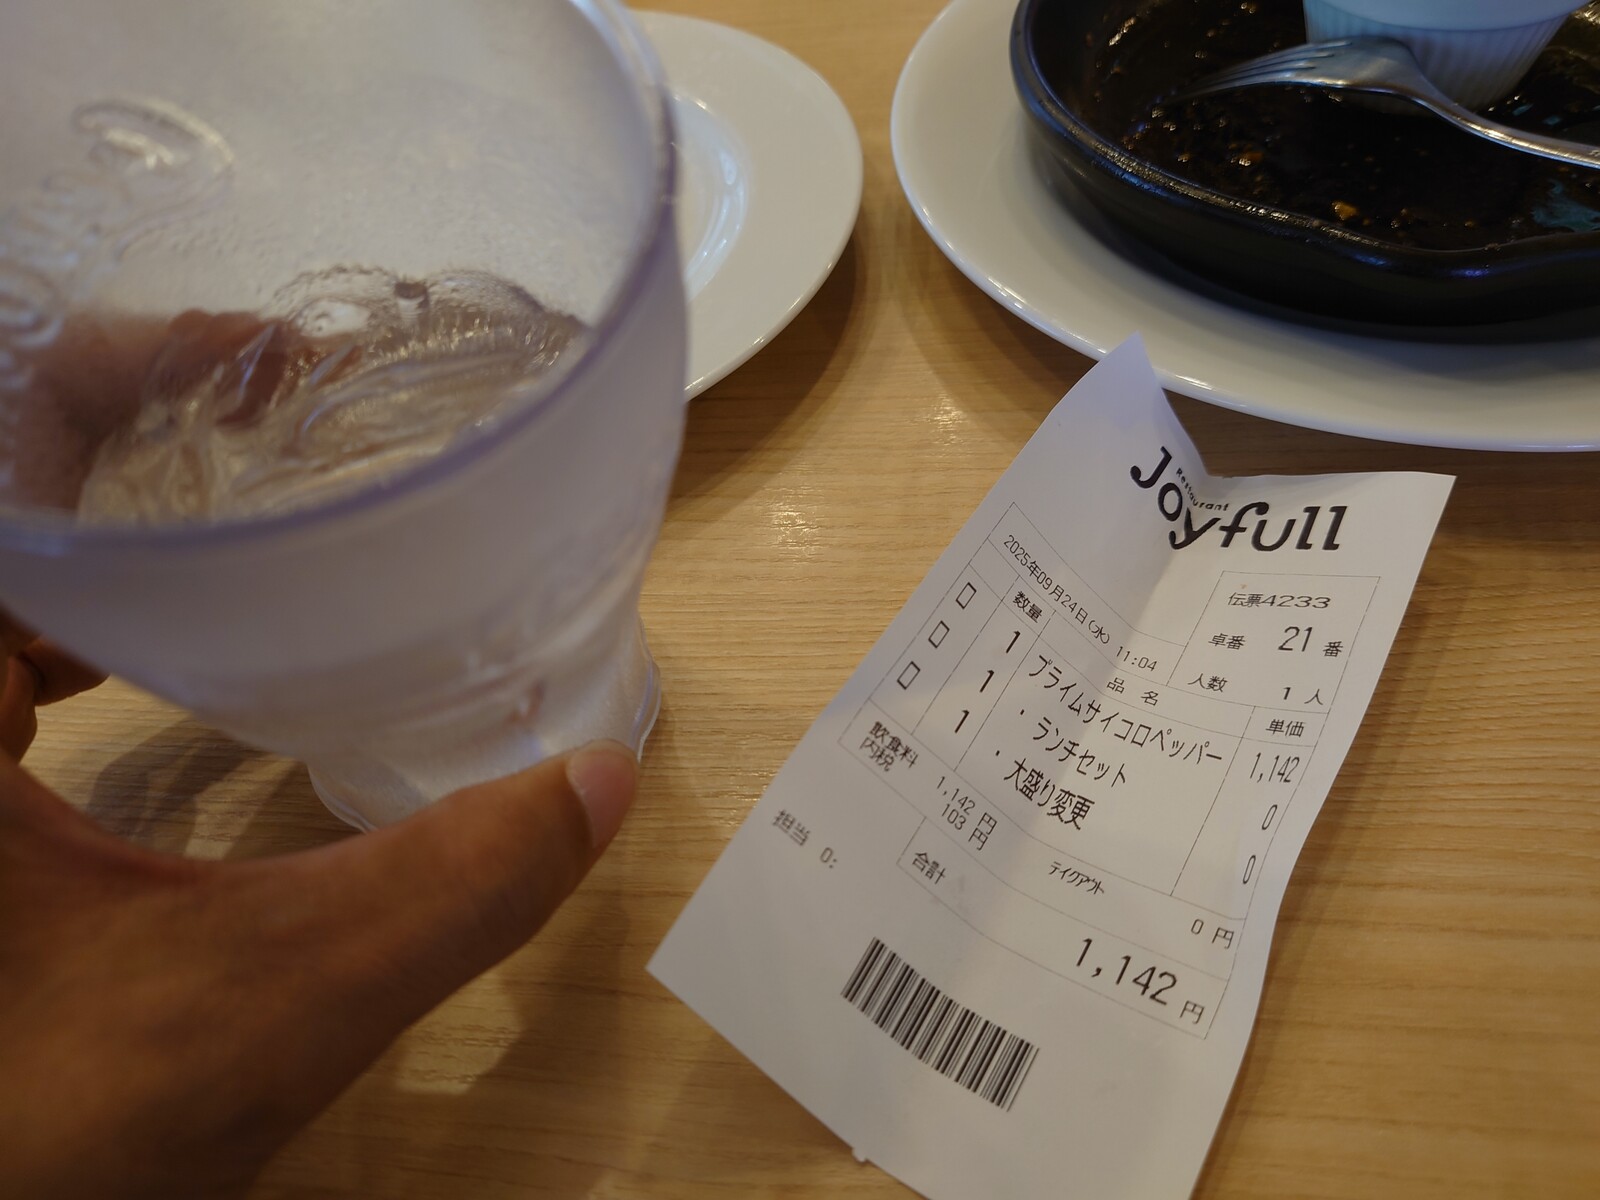 Restaurant
Joyfull
伝票4233
2025年09月24日(水) 11:04
卓番 21 番
人数 1 人
数量 品 名 単価
1 プライムサイコロペッパー 1,142
1 ・ ランチセット 0
1 ・ 大盛り変更 0
飲食料 1,142 円
内税 103 円
テイクアウト 0 円
合計 1,142 円
担当 0: